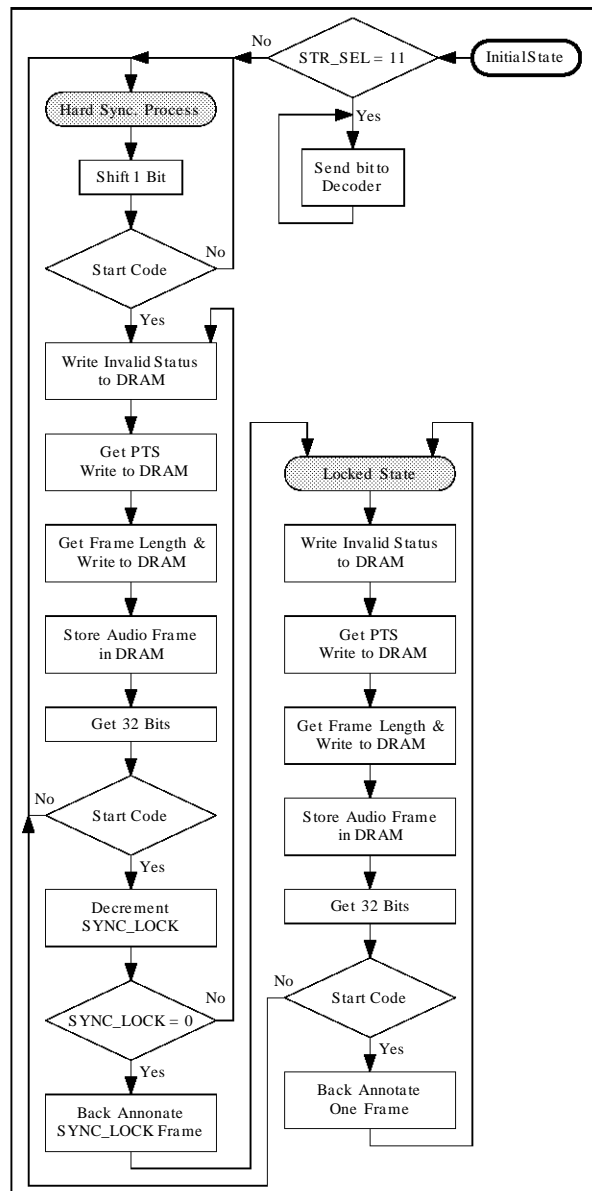 No
STR_SEL = 11
Initial State
Hard Sync. Process
Yes
Shift 1 Bit
Send bit to
Decoder
No
Start Code
Yes
Write Invalid Status
to DRAM
Get PTS
Write to DRAM
Get Frame Length &
Write to DRAM
Store Audio Frame
in DRAM
Get 32 Bits
No
Start Code
Yes
Decrement
SYNC_LOCK
No
SYNC_LOCK = 0
Yes
Back Annonate
SYNC_LOCK Frame
Locked State
Write Invalid Status
to DRAM
Get PTS
Write to DRAM
Get Frame Length &
Write to DRAM
Store Audio Frame
in DRAM
Get 32 Bits
No
Start Code
Yes
Back Annotate
One Frame